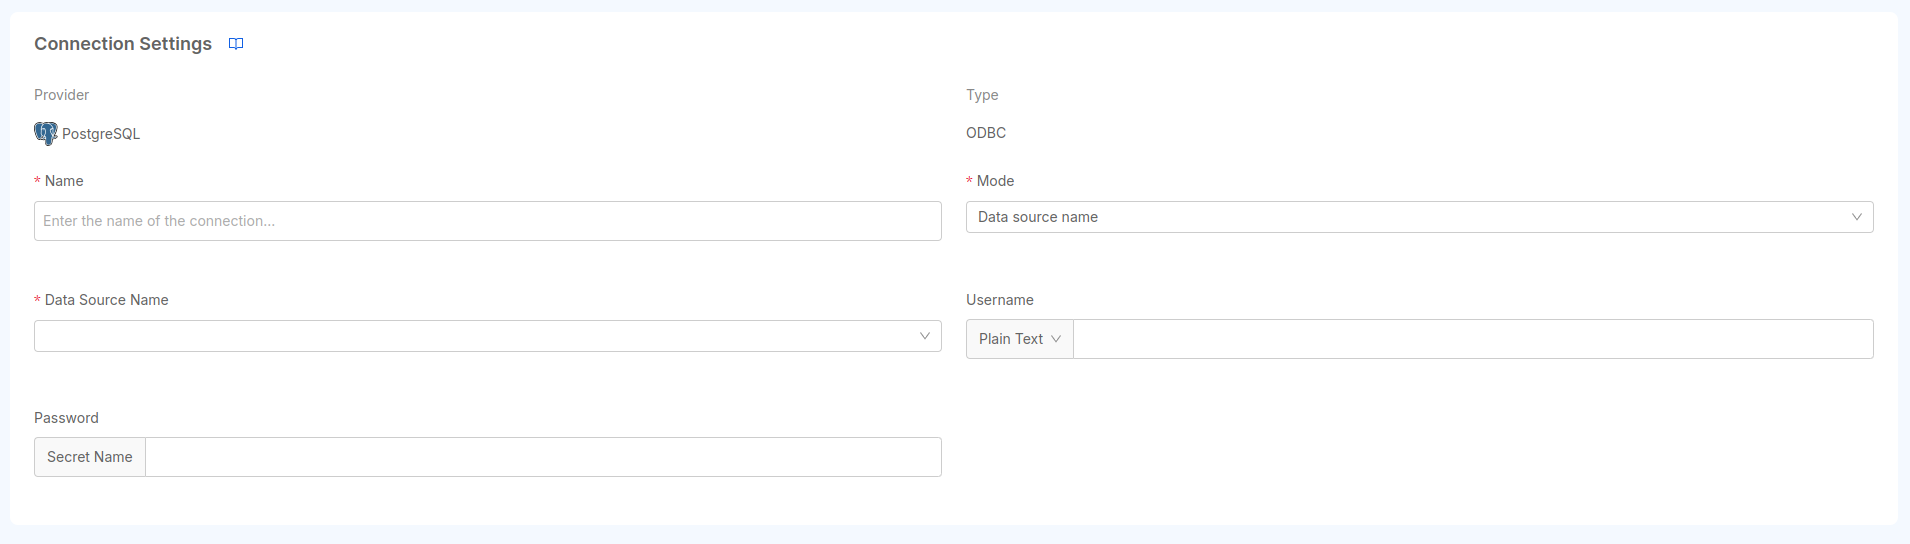 Connection Settings
Provider
Type
PostgreSQL
ODBC
* Name
* Mode
Enter the name of the connection...
Data source name
* Data Source Name
Username
Plain Text
Password
Secret Name